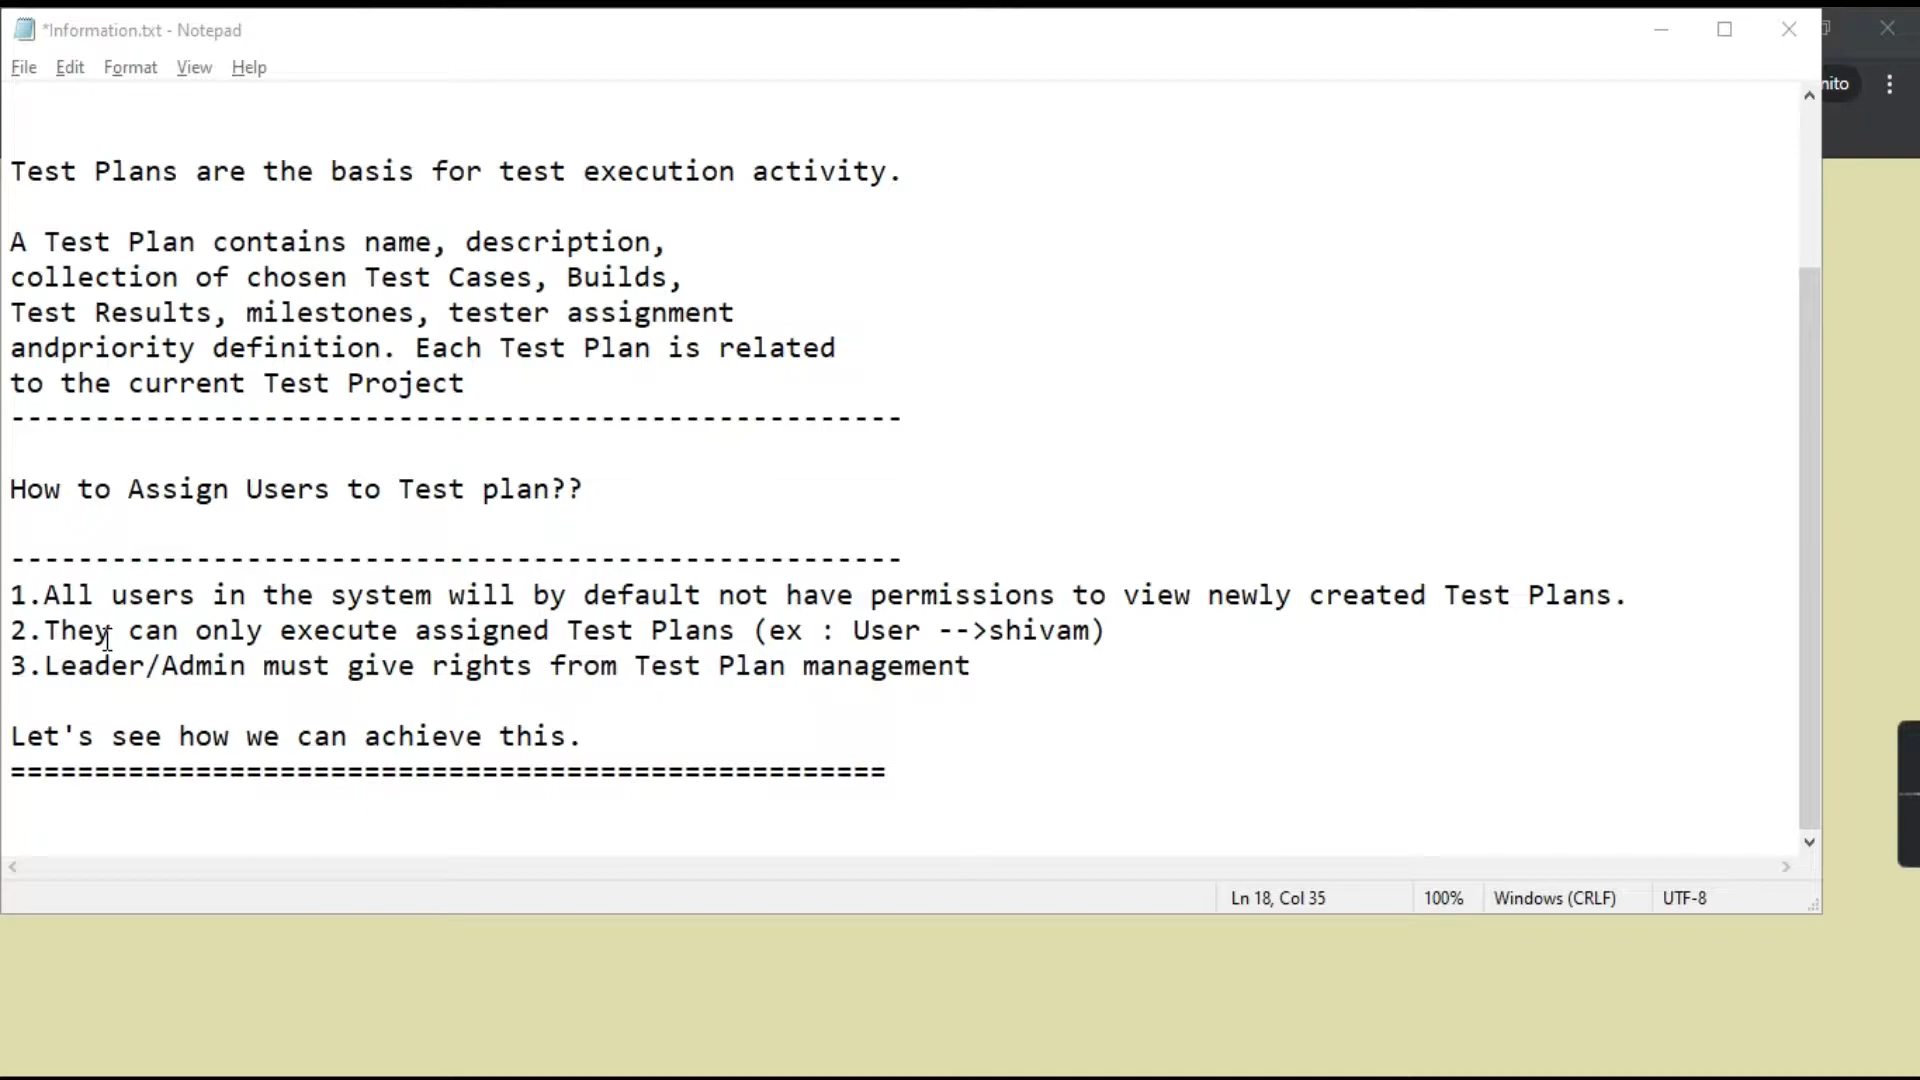 *Information.txt - Notepad
File Edit Format View Help
Test Plans are the basis for test execution activity.
A Test Plan contains name, description,
collection of chosen Test Cases, Builds,
Test Results, milestones, tester assignment
andpriority definition. Each Test Plan is related
to the current Test Project
-----------------------------------------------------
How to Assign Users to Test plan??
-----------------------------------------------------
1.All users in the system will by default not have permissions to view newly created Test Plans.
2.They can only execute assigned Test Plans (ex : User -->shivam)
3.Leader/Admin must give rights from Test Plan management
Let's see how we can achieve this.
====================================================
Ln 18, Col 35 100% Windows (CRLF) UTF-8